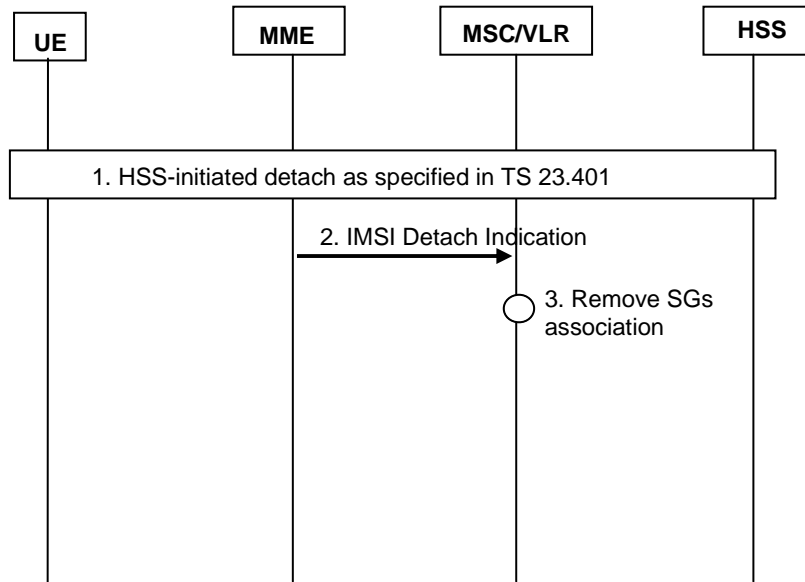 UE
MME
MSC/VLR
HSS
1. HSS-initiated detach as specified in TS 23.401
2. IMSI Detach Indication
3. Remove SGs
association